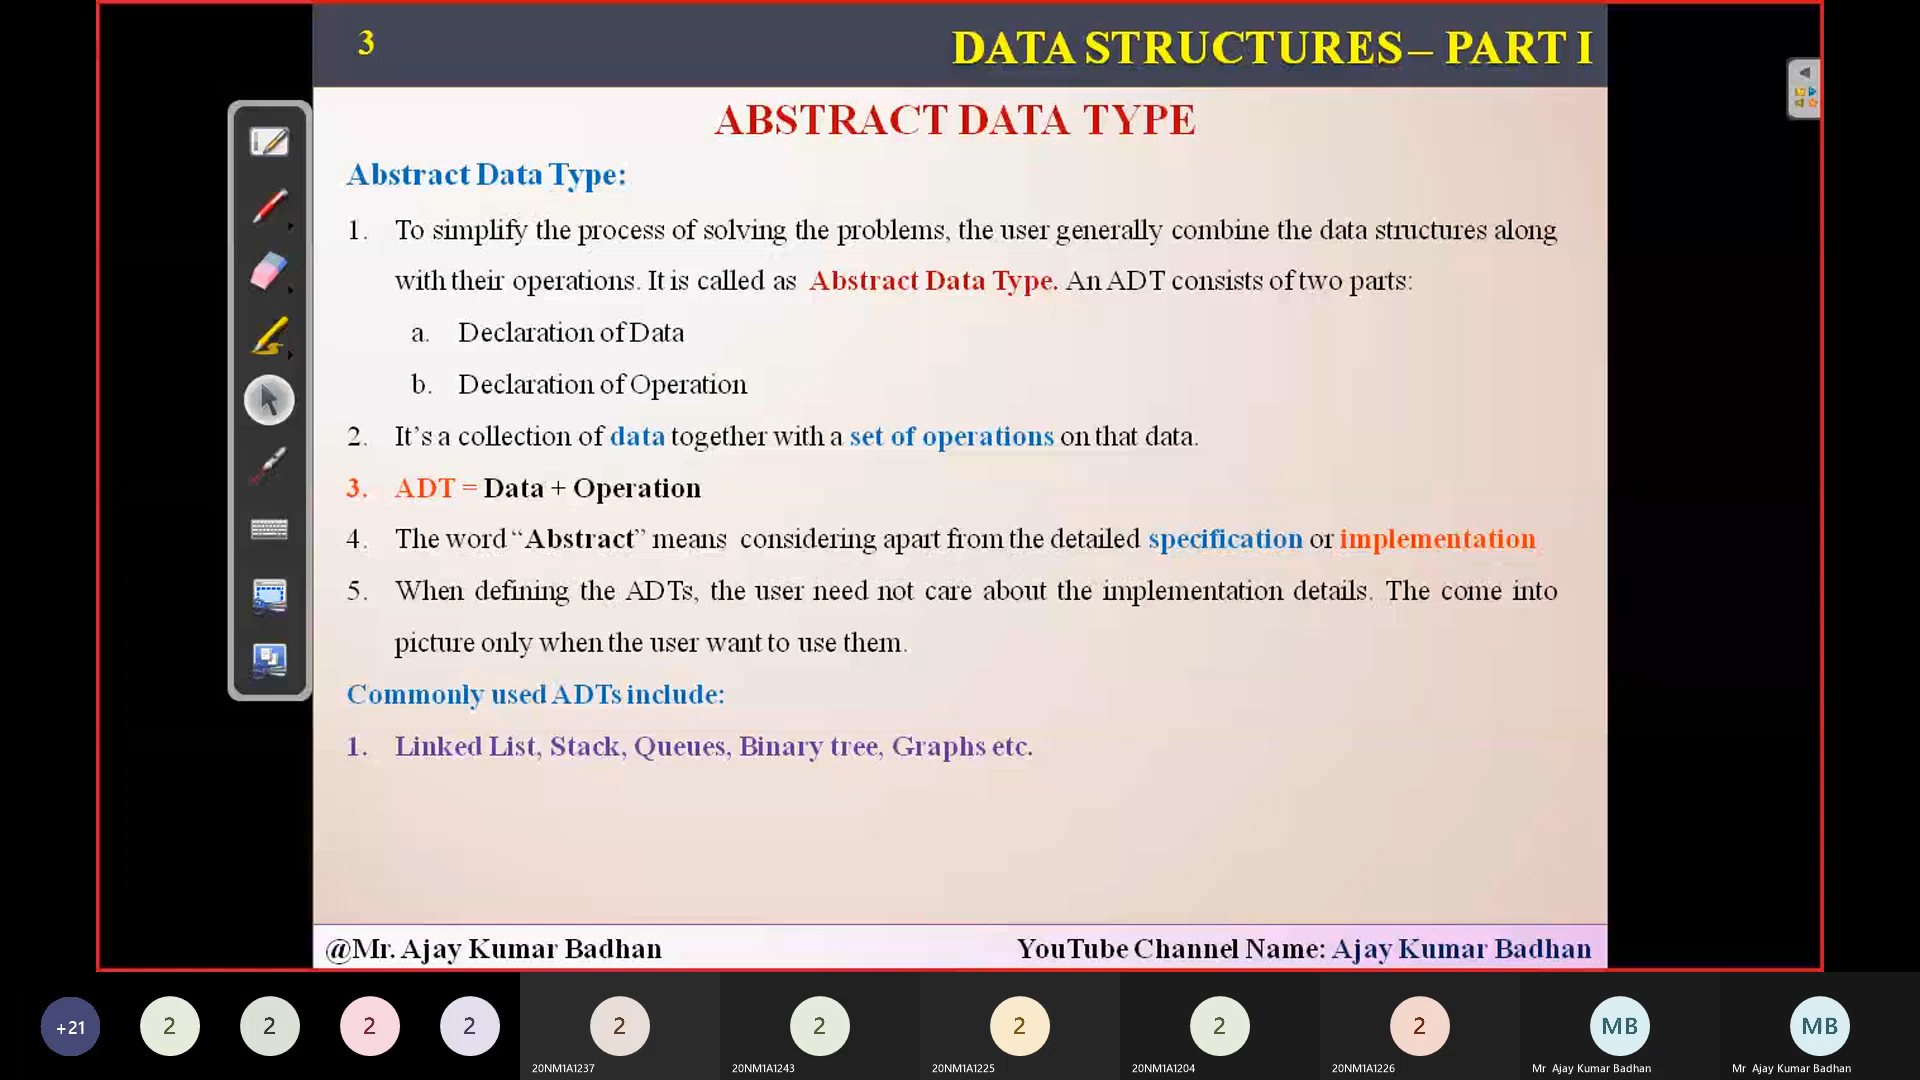 3
DATA STRUCTURES – PART I
ABSTRACT DATA TYPE
Abstract Data Type:
1. To simplify the process of solving the problems, the user generally combine the data structures along
with their operations. It is called as Abstract Data Type. An ADT consists of two parts:
a. Declaration of Data
b. Declaration of Operation
2. It’s a collection of data together with a set of operations on that data.
3. ADT = Data + Operation
4. The word “Abstract” means considering apart from the detailed specification or implementation
5. When defining the ADTs, the user need not care about the implementation details. The come into
picture only when the user want to use them.
Commonly used ADTs include:
1. Linked List, Stack, Queues, Binary tree, Graphs etc.
@Mr. Ajay Kumar Badhan
YouTube Channel Name: Ajay Kumar Badhan
+21 2 2 2 2 2 2 2 2 2 MB MB
20NM1A1237 20NM1A1243 20NM1A1225 20NM1A1204 20NM1A1226 Mr Ajay Kumar Badhan Mr Ajay Kumar Badhan